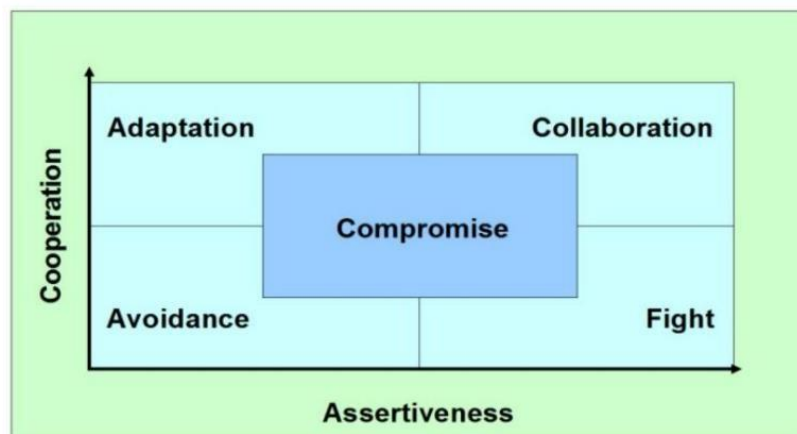 Adaptation
Collaboration
Compromise
Avoidance
Fight
Cooperation
Assertiveness